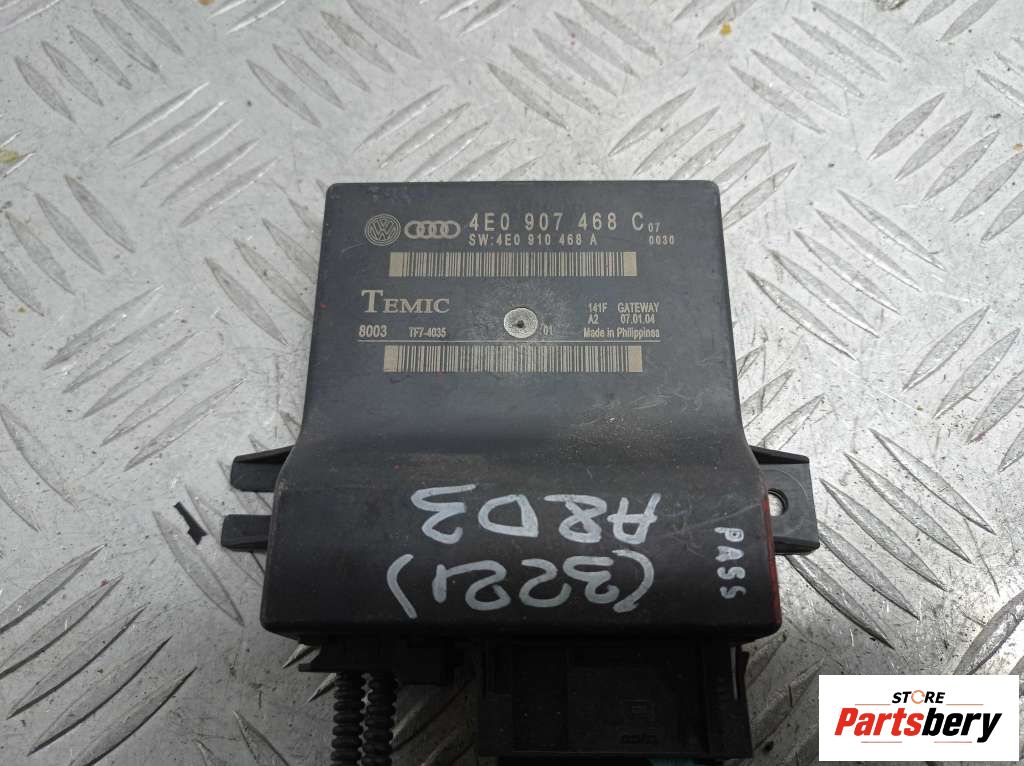 4E0 907 468 C 07
SW:4E0 910 468 A 0030
TEMIC
141F GATEWAY
A2 07.01.04
8003 TF7-4035 01 Made in Philippines
A8D3
(3221)
PASS
STORE
Partsbery